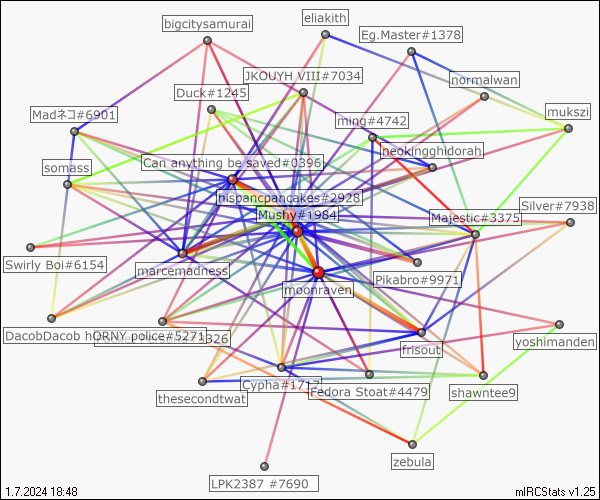 eliakith
bigcitysamurai
Eg.Master#1378
JKOUYH VIII#7034
normalwan
Duck#1245
Madネコ#6901
ming#4742
mukszi
neokingghidorah
Can anything be saved#0396
somass
hispancpancakes#2928
Silver#7938
Mushy#1984
Majestic#3375
Swirly Boi#6154
marcemadness
Pikabro#9971
moonraven
DacobDacob
hORNY police#5271
1326
yoshimanden
frisout
Cypha#1717
Fedora Stoat#4479
shawntee9
thesecondtwat
zebula
LPK2387 #7690
1.7.2024 18:48
mIRCStats v1.25